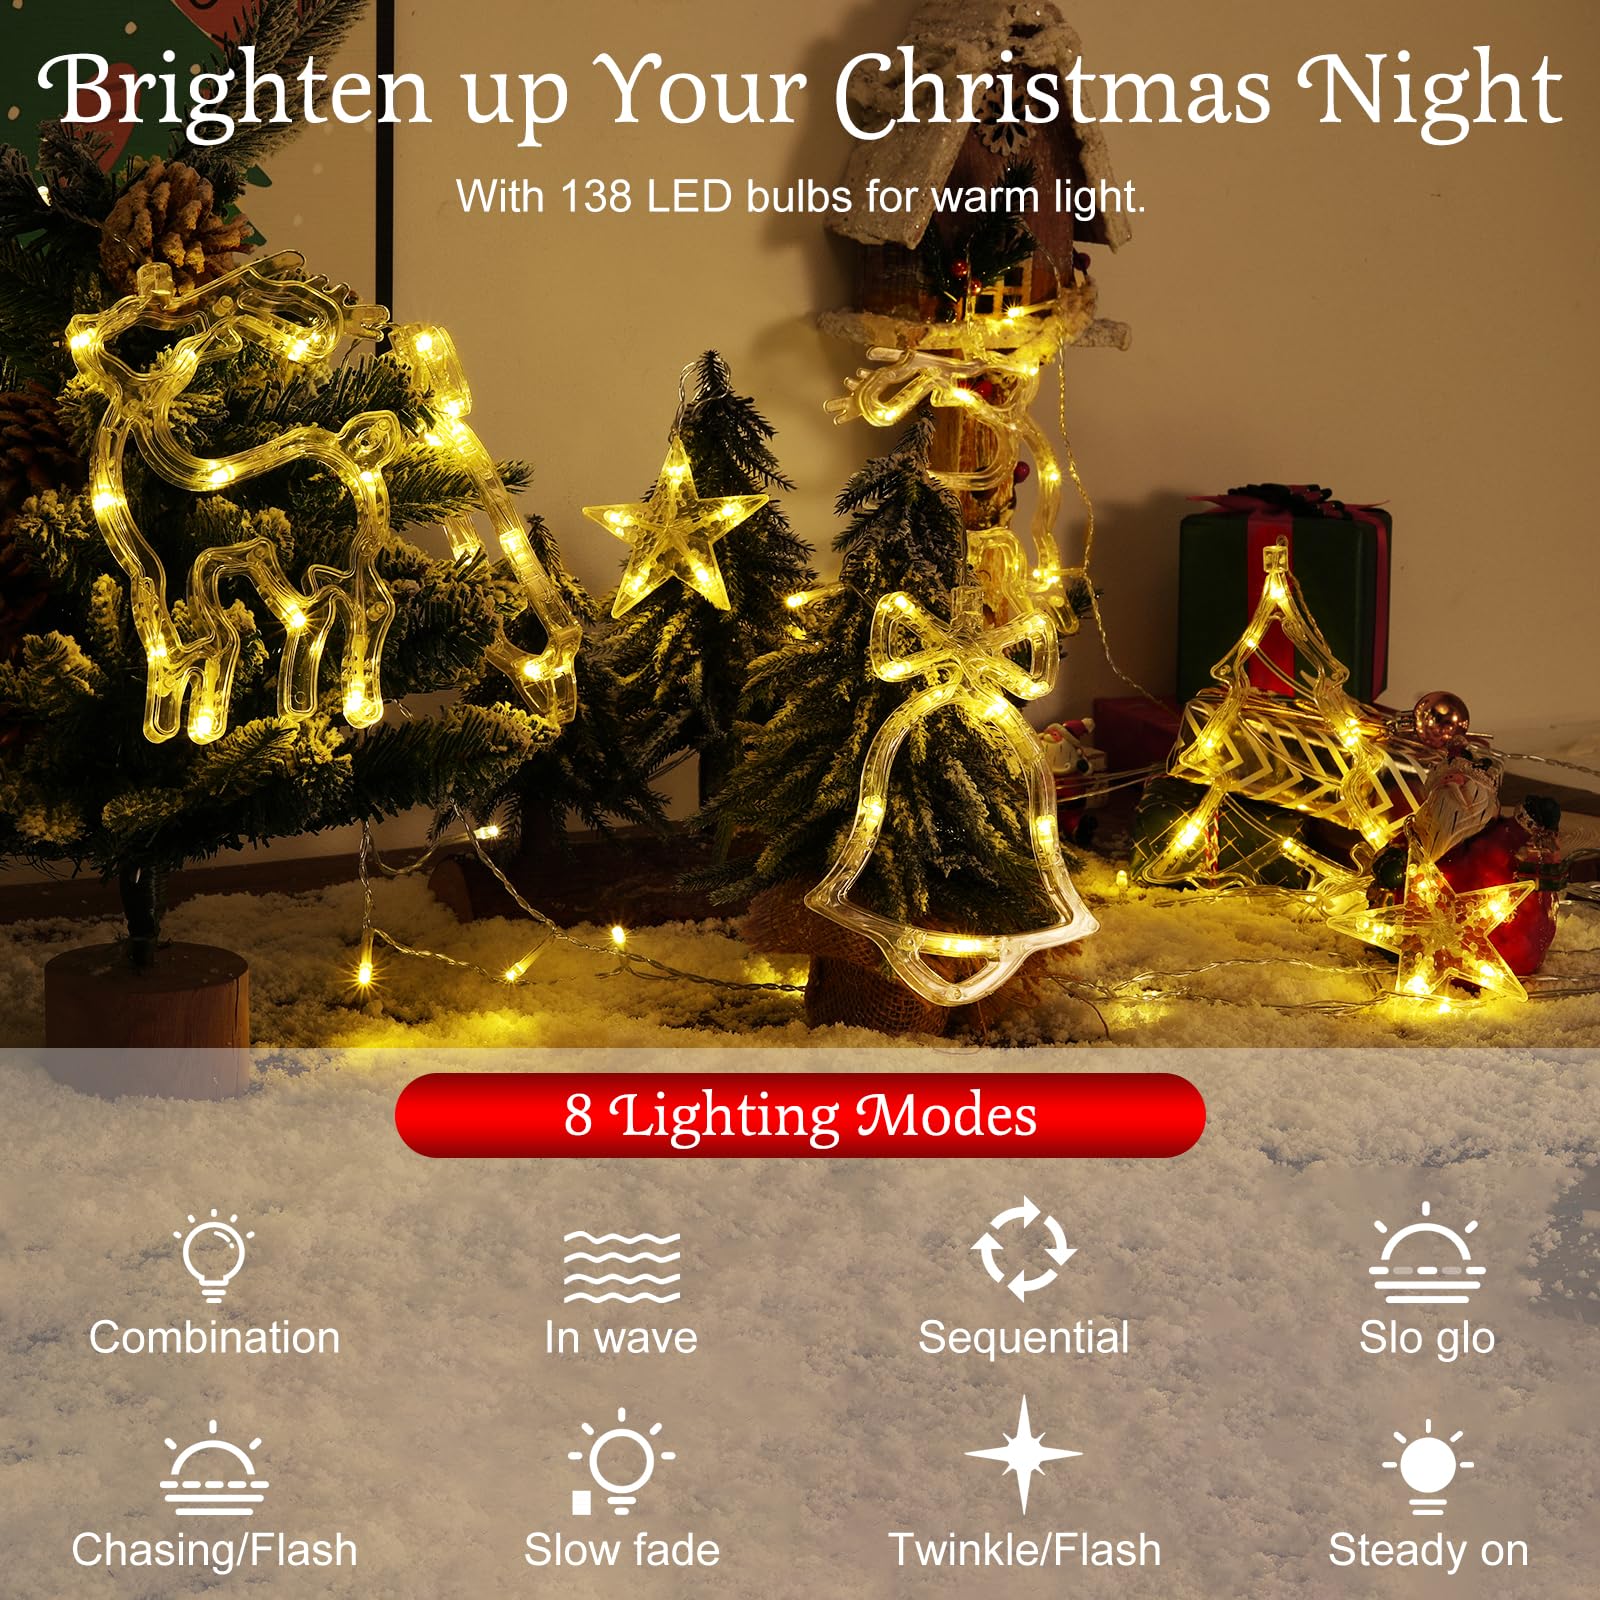 Brighten up Your Christmas Night
With 138 LED bulbs for warm light.
8 Lighting Modes
Combination
In wave
Sequential
Slo glo
Chasing/Flash
Slow fade
Twinkle/Flash
Steady on